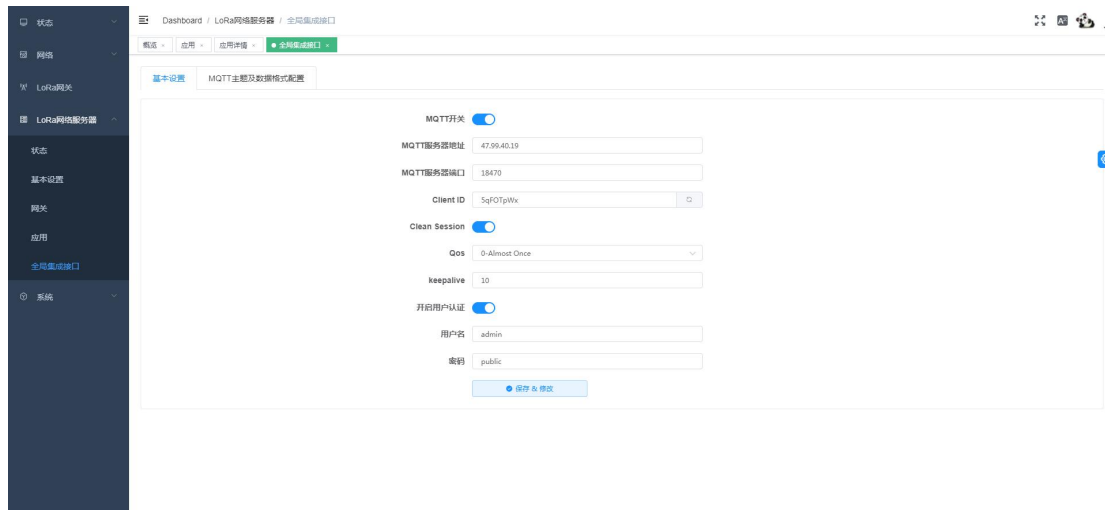 状态
网络
LoRa网关
LoRa网络服务器
状态
基本设置
网关
应用
全局集成接口
系统
Dashboard / LoRa网络服务器 / 全局集成接口
概览 × 应用 × 应用详情 × 全局集成接口 ×
基本设置 MQTT主题及数据格式配置
MQTT开关
MQTT服务器地址 47.99.40.19
MQTT服务器端口 18470
Client ID 5qFOTpWx
Clean Session
Qos 0-Almost Once
keepalive 10
开启用户认证
用户名 admin
密码 public
保存 & 修改